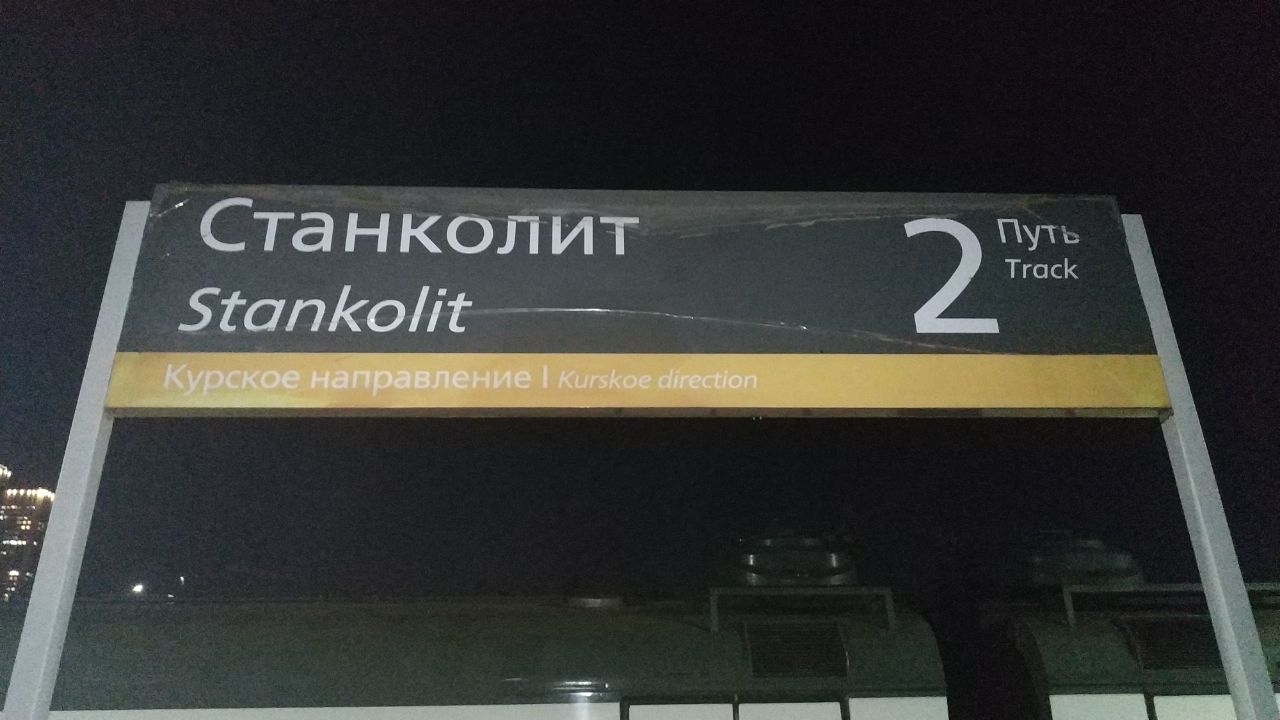 Станколит
Stankolit
2 Путь
Track
Курское направление | Kurskoe direction